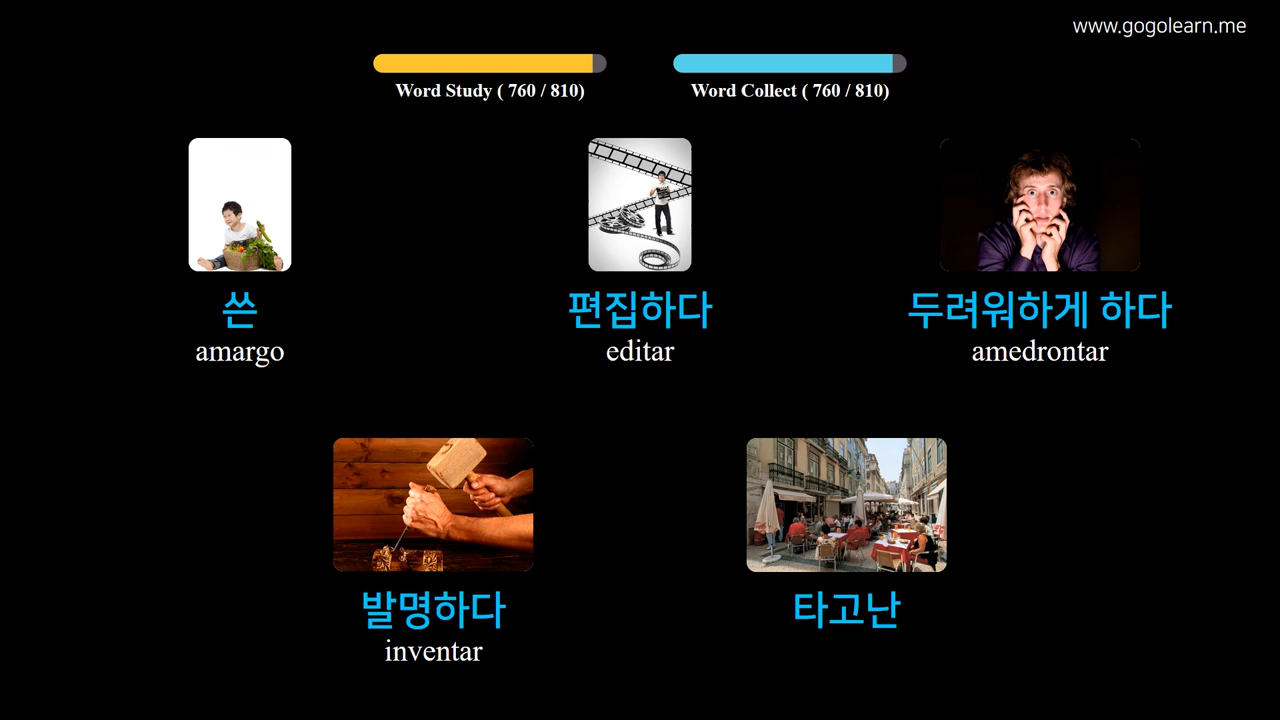 www.gogolearn.me
Word Study ( 760 / 810)
Word Collect ( 760 / 810)
쓴
amargo
편집하다
editar
두려워하게 하다
amedrontar
발명하다
inventar
타고난